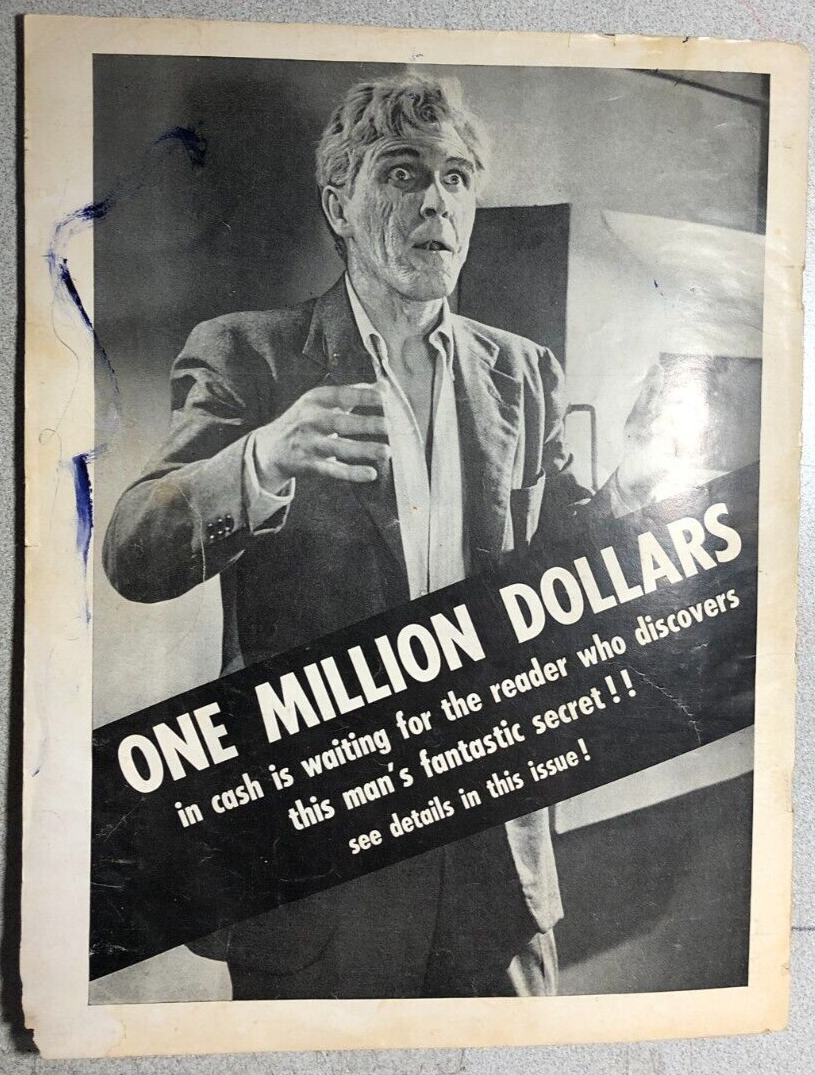 ONE MILLION DOLLARS
in cash is waiting for the reader who discovers
this man's fantastic secret!!
see details in this issue!